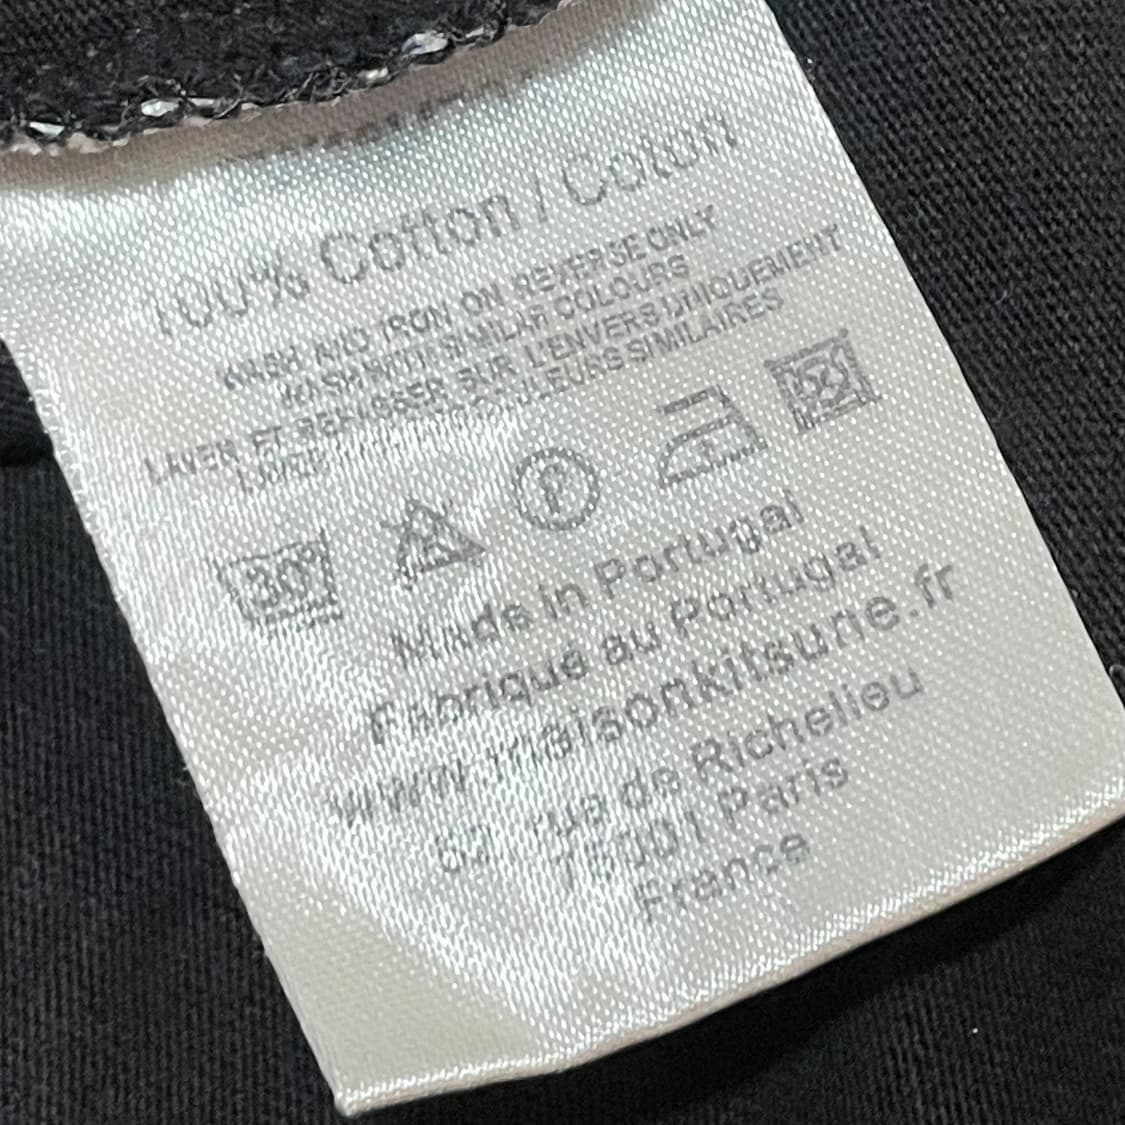 100% Cotton / Coton
WASH AND IRON ON REVERSE ONLY
WASH WITH SIMILAR COLOURS
LAVER ET REPASSER SUR L'ENVERS UNIQUEMENT
LAVER COULEURS SIMILAIRES
30°
P
Made in Portugal
Fabriqué au Portugal
www.maisonkitsune.fr
rue de Richelieu
75001 Paris
France